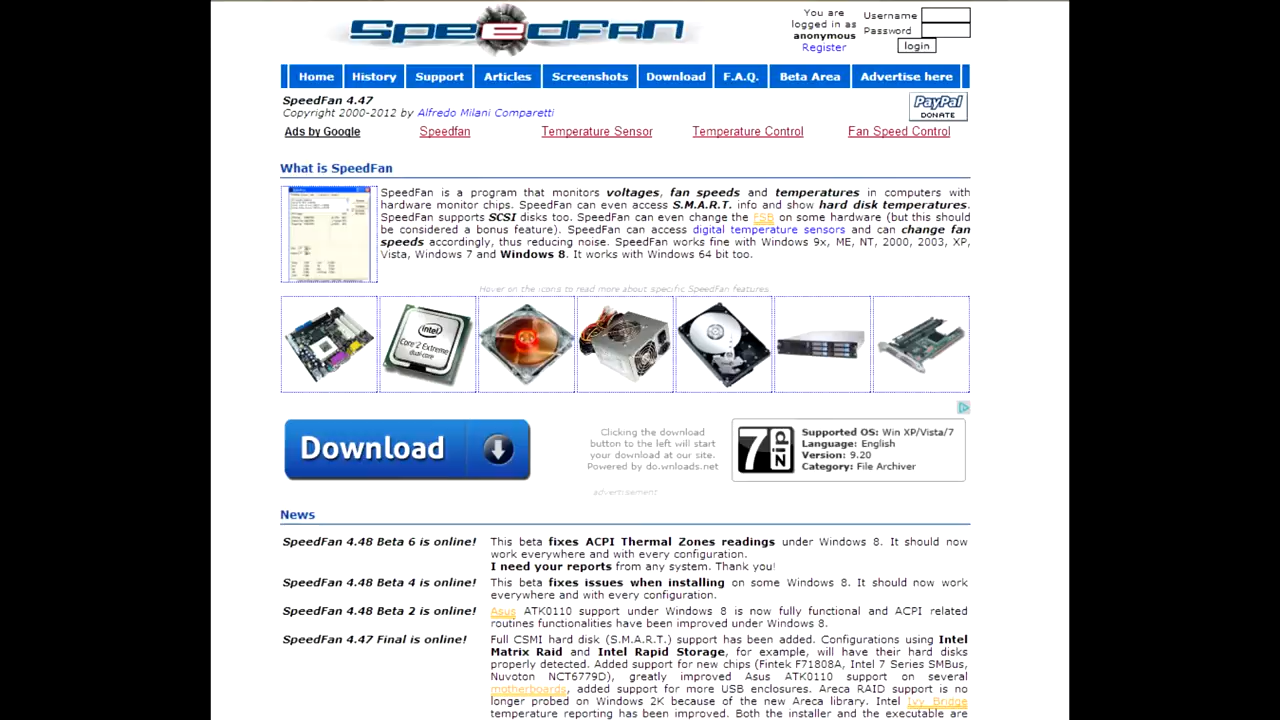 SpeedFan
You are
logged in as
anonymous
Register
Username
Password
login
Home History Support Articles Screenshots Download F.A.Q. Beta Area Advertise here
SpeedFan 4.47
Copyright 2000-2012 by Alfredo Milani Comparetti
PayPal
DONATE
Ads by Google Speedfan Temperature Sensor Temperature Control Fan Speed Control
What is SpeedFan
SpeedFan is a program that monitors voltages, fan speeds and temperatures in computers with
hardware monitor chips. SpeedFan can even access S.M.A.R.T. info and show hard disk temperatures.
SpeedFan supports SCSI disks too. SpeedFan can even change the FSB on some hardware (but this should
be considered a bonus feature). SpeedFan can access digital temperature sensors and can change fan
speeds accordingly, thus reducing noise. SpeedFan works fine with Windows 9x, ME, NT, 2000, 2003, XP,
Vista, Windows 7 and Windows 8. It works with Windows 64 bit too.
Hover on the icons to read more about specific SpeedFan features
intel
Core 2 Extreme
dual-core
Download
Clicking the download
button to the left will start
your download at our site.
Powered by do.wnloads.net
7 zip
Supported OS: Win XP/Vista/7
Language: English
Version: 9.20
Category: File Archiver
advertisement
News
SpeedFan 4.48 Beta 6 is online! This beta fixes ACPI Thermal Zones readings under Windows 8. It should now
work everywhere and with every configuration.
I need your reports from any system. Thank you!
SpeedFan 4.48 Beta 4 is online! This beta fixes issues when installing on some Windows 8. It should now work
everywhere and with every configuration.
SpeedFan 4.48 Beta 2 is online! Asus ATK0110 support under Windows 8 is now fully functional and ACPI related
routines functionalities have been improved under Windows 8.
SpeedFan 4.47 Final is online! Full CSMI hard disk (S.M.A.R.T.) support has been added. Configurations using Intel
Matrix Raid and Intel Rapid Storage, for example, will have their hard disks
properly detected. Added support for new chips (Fintek F71808A, Intel 7 Series SMBus,
Nuvoton NCT6779D), greatly improved Asus ATK0110 support on several
motherboards, added support for more USB enclosures. Areca RAID support is no
longer probed on Windows 2K because of the new Areca library. Intel Ivy Bridge
temperature reporting has been improved. Both the installer and the executable are